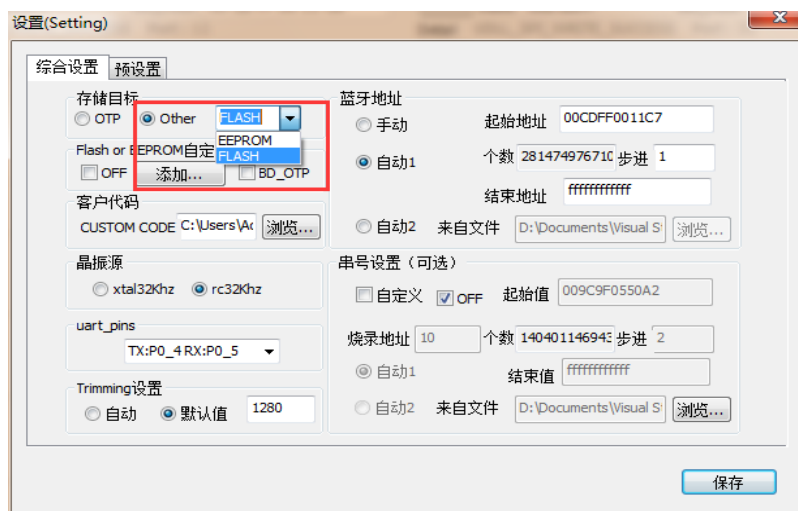 设置(Setting)
综合设置 预设置
存储目标
OTP Other FLASH
EEPROM
FLASH
Flash or EEPROM自定
OFF 添加... BD_OTP
客户代码
CUSTOM CODE C:\Users\Ac 浏览...
晶振源
xtal32Khz rc32Khz
uart_pins
TX:P0_4 RX:P0_5
Trimming设置
自动 默认值 1280
蓝牙地址
手动 起始地址 00CDFF0011C7
自动1 个数 281474976710 步进 1
结束地址 ffffffffffff
自动2 来自文件 D:\Documents\Visual S 浏览...
串号设置（可选）
自定义 OFF 起始值 009C9F0550A2
烧录地址 10 个数 140401146943 步进 2
自动1 结束值 ffffffffffff
自动2 来自文件 D:\Documents\Visual S 浏览...
保存